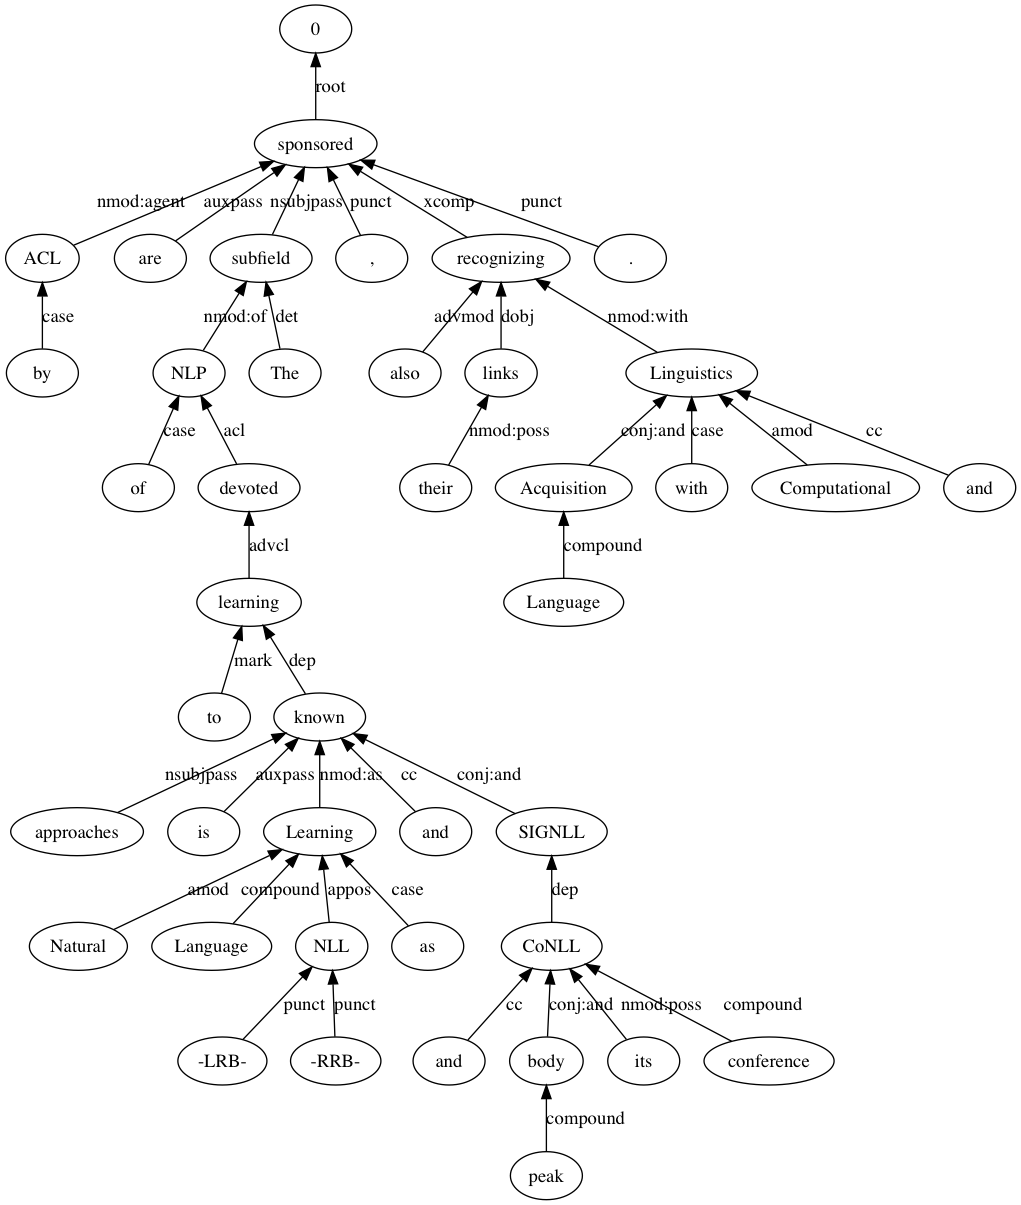 0
root
sponsored
nmod:agent auxpass nsubjpass punct xcomp punct
ACL are subfield , recognizing .
case nmod:of det advmod dobj nmod:with
by NLP The also links Linguistics
case acl nmod:poss conj:and case amod cc
of devoted their Acquisition with Computational and
advcl compound
learning Language
mark dep
to known
nsubjpass auxpass nmod:as cc conj:and
approaches is Learning and SIGNLL
amod compound appos case dep
Natural Language NLL as CoNLL
punct punct cc conj:and nmod:poss compound
-LRB- -RRB- and body its conference
compound
peak